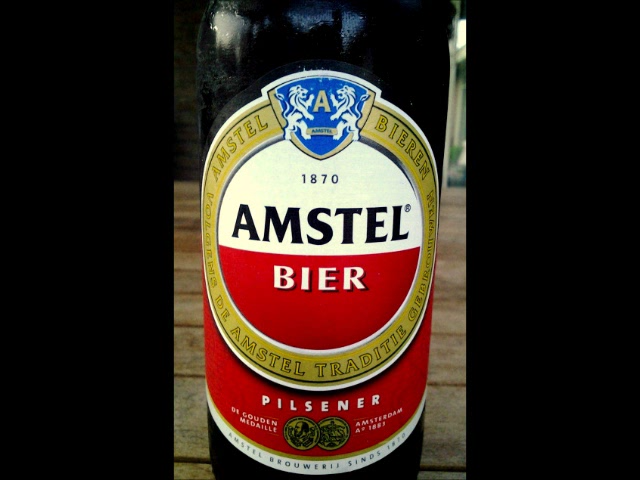 A
AMSTEL
AMSTEL BIEREN
1870
AMSTEL®
BIER
VOLGENS DE AMSTEL TRADITIE GEBROUWEN
PILSENER
DE GOUDEN MEDAILLE
AMSTERDAM Aº 1883
AMSTEL BROUWERIJ SINDS 1870